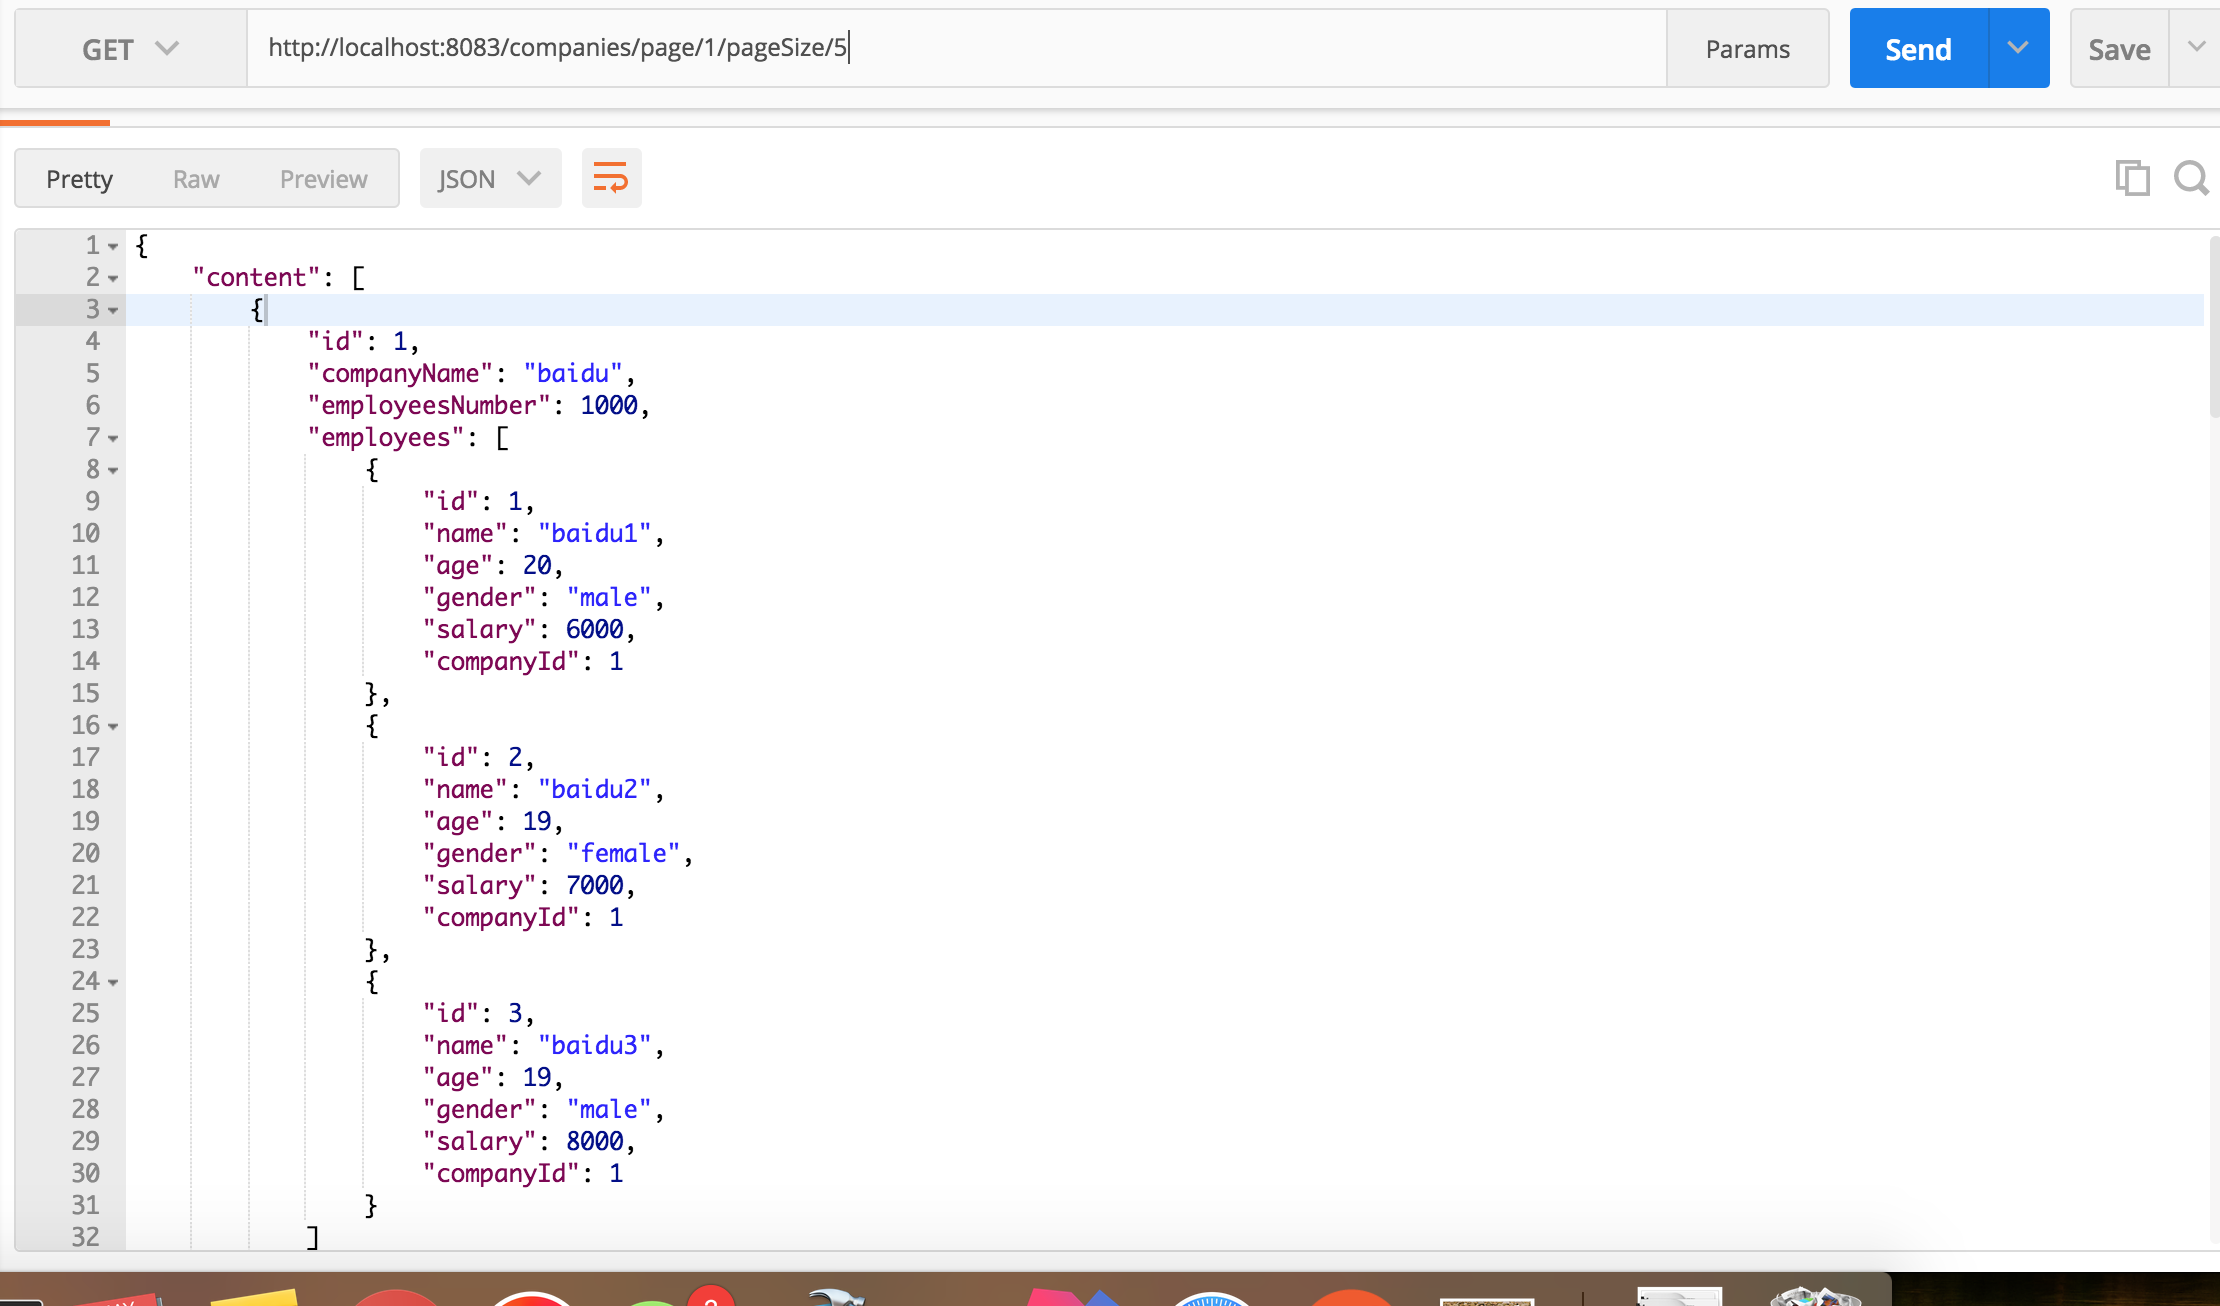 GET http://localhost:8083/companies/page/1/pageSize/5 Params Send Save
Pretty Raw Preview JSON
1 {
2 "content": [
3 {
4 "id": 1,
5 "companyName": "baidu",
6 "employeesNumber": 1000,
7 "employees": [
8 {
9 "id": 1,
10 "name": "baidu1",
11 "age": 20,
12 "gender": "male",
13 "salary": 6000,
14 "companyId": 1
15 },
16 {
17 "id": 2,
18 "name": "baidu2",
19 "age": 19,
20 "gender": "female",
21 "salary": 7000,
22 "companyId": 1
23 },
24 {
25 "id": 3,
26 "name": "baidu3",
27 "age": 19,
28 "gender": "male",
29 "salary": 8000,
30 "companyId": 1
31 }
32 ]